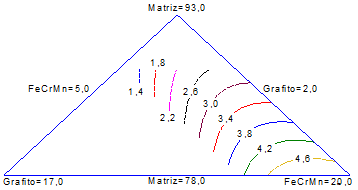 Matriz=93,0
1,8
FeCrMn=5,0
1,4
2,6
Grafito=2,0
3,0
2,2
3,4
3,8
4,2
4,6
Grafito=17,0
Matriz=78,0
FeCrMn=20,0